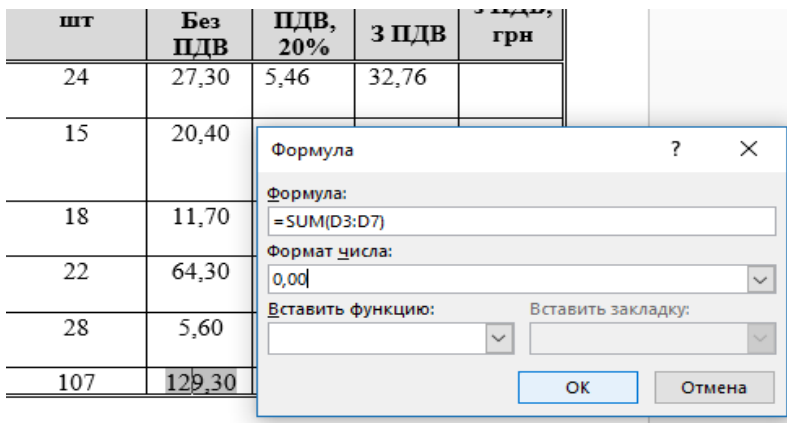 шт Без ПДВ ПДВ, 20% З ПДВ З ПДВ, грн
24 27,30 5,46 32,76
15 20,40
18 11,70
22 64,30
28 5,60
107 129,30
Формула ?
Формула:
=SUM(D3:D7)
Формат числа:
0,00
Вставить функцию: Вставить закладку:
ОК Отмена